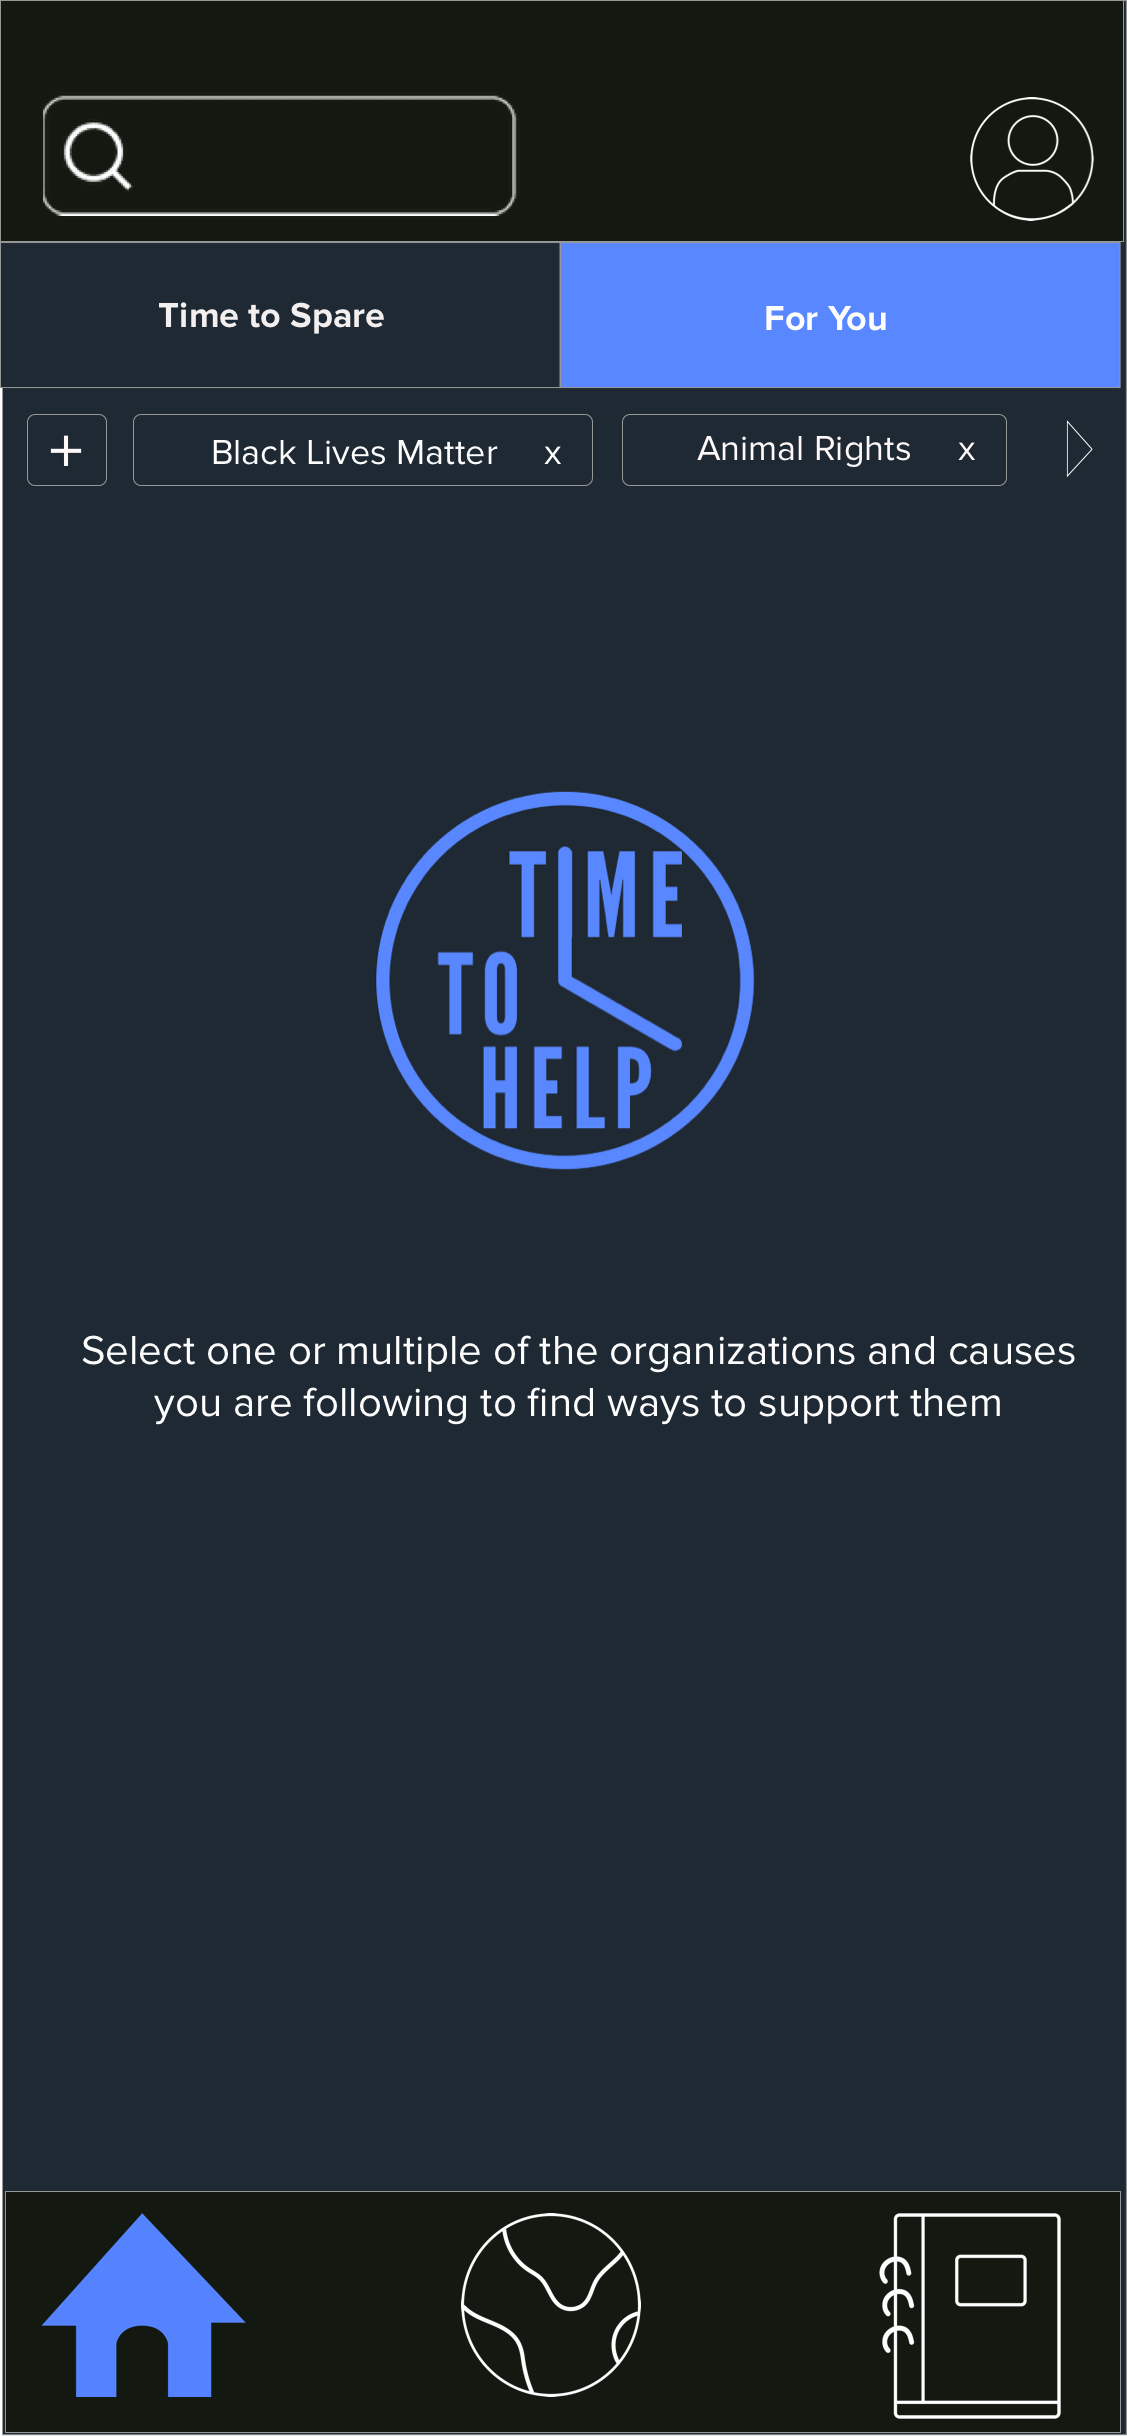 Time to Spare
For You
+
Black Lives Matter x
Animal Rights x
TIME
TO
HELP
Select one or multiple of the organizations and causes
you are following to find ways to support them